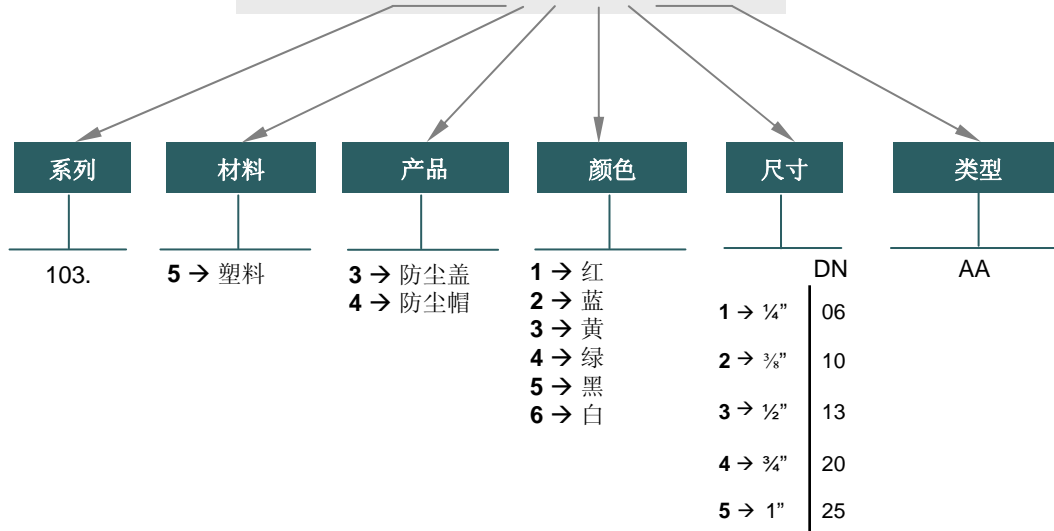 系列 材料 产品 颜色 尺寸 类型
103.
5 → 塑料
3 → 防尘盖
4 → 防尘帽
1 → 红
2 → 蓝
3 → 黄
4 → 绿
5 → 黑
6 → 白
DN
1 → ¼” 06
2 → ⅜” 10
3 → ½” 13
4 → ¾” 20
5 → 1” 25
AA